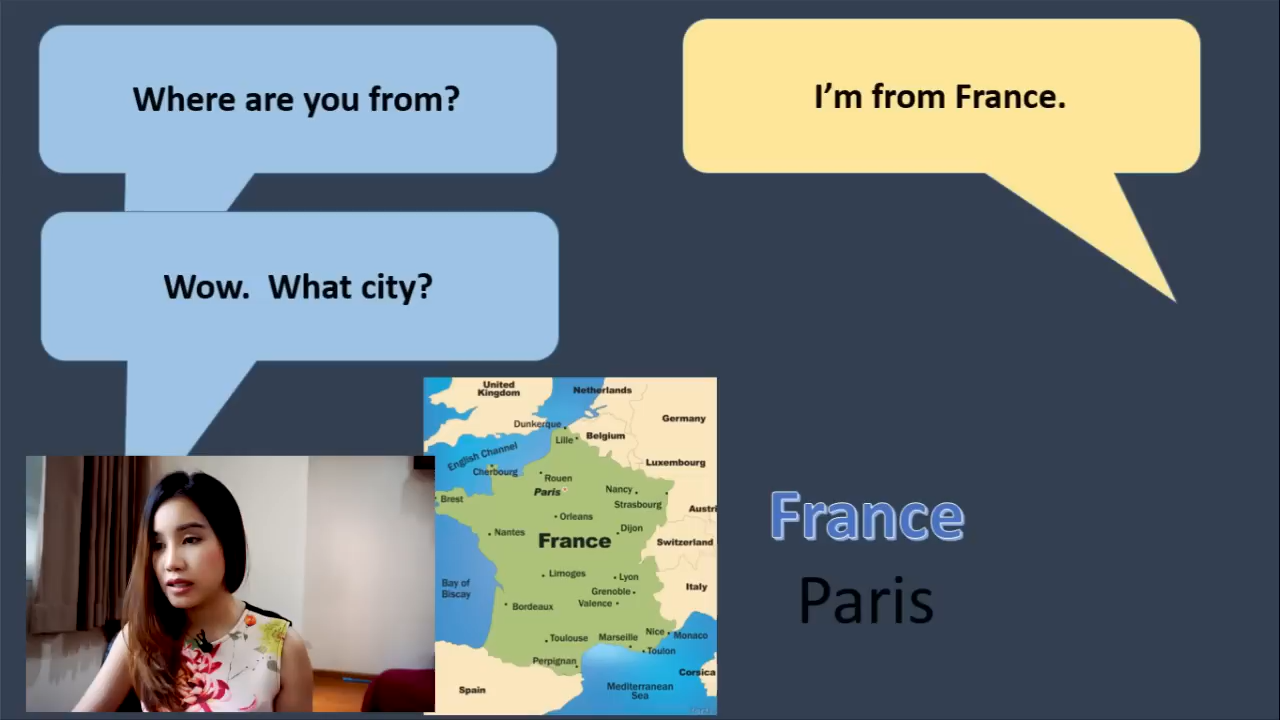 Where are you from?
I'm from France.
Wow.  What city?
United
Kingdom
Netherlands
Germany
Dunkerque
Lille
Belgium
English Channel
Luxembourg
Cherbourg
Rouen
Paris
Nancy
Brest
Strasbourg
Austri
Orleans
Nantes
Dijon
France
Switzerland
Limoges
Lyon
Italy
Bay of
Biscay
Grenoble
Valence
Bordeaux
Toulouse
Marseille
Nice
Monaco
Toulon
Perpignan
Corsica
Spain
Mediterranean
Sea
France
Paris